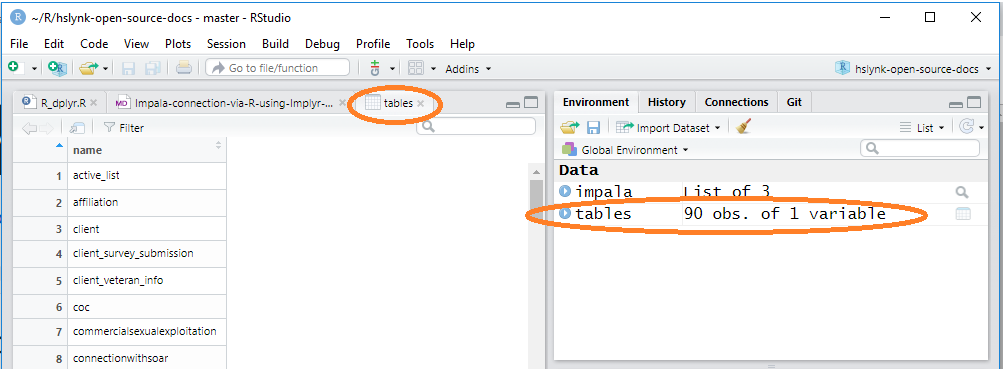 ~/R/hslynk-open-source-docs - master - RStudio
File Edit Code View Plots Session Build Debug Profile Tools Help
Go to file/function Addins hslynk-open-source-docs
R_dplyr.R MD Impala-connection-via-R-using-Implyr-... tables
Filter
name
1 active_list
2 affiliation
3 client
4 client_survey_submission
5 client_veteran_info
6 coc
7 commercialsexualexploitation
8 connectionwithsoar
Environment History Connections Git
Import Dataset List
Global Environment
Data
impala List of 3
tables 90 obs. of 1 variable